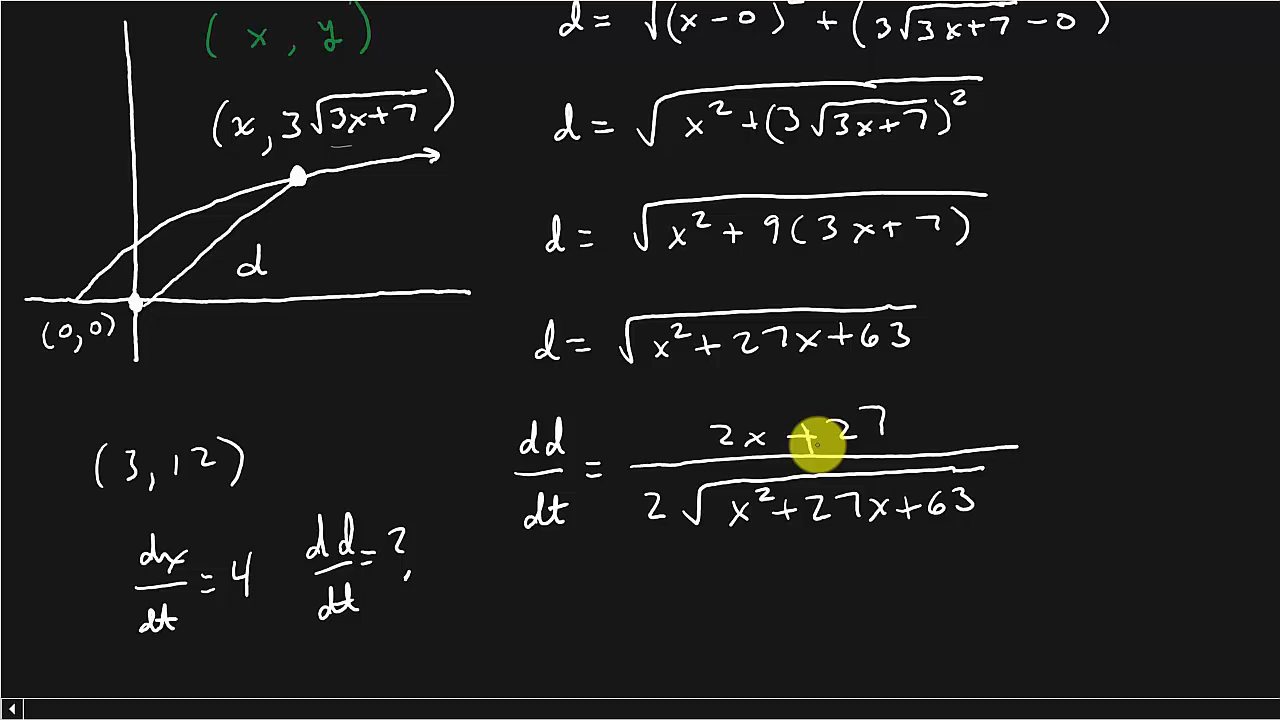 ( x , y )
(x, 3√3x+7)
d
(0,0)
(3,12)
dx/dt = 4 dd/dt = ?
d = √(x-0)² + (3√3x+7 - 0)
d = √x² + (3√3x+7)²
d = √x² + 9(3x+7)
d = √x² + 27x + 63
dd/dt = 2x + 27 / 2√x² + 27x + 63